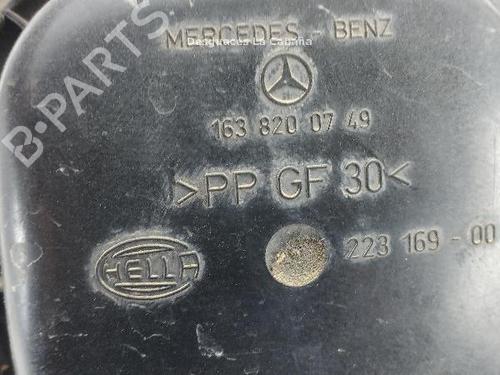 MERCEDES - BENZ
Desguaces La Cabaña
163 820 07 49
>PP GF 30<
223 169 - 00
HELLA
B-PARTS